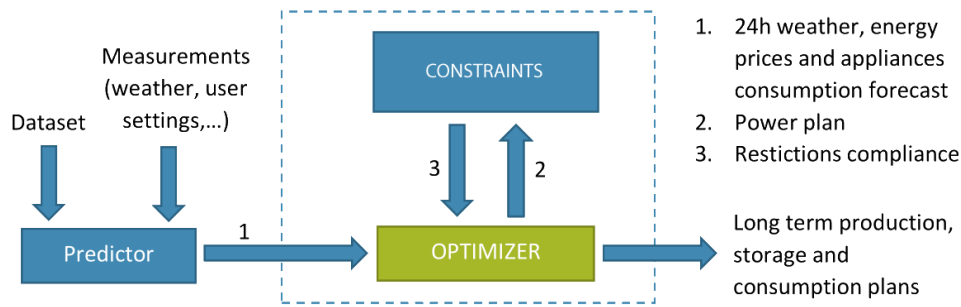 Dataset
Measurements
(weather, user
settings,...)
Predictor
1
CONSTRAINTS
3
2
OPTIMIZER
1. 24h weather, energy
prices and appliances
consumption forecast
2. Power plan
3. Restictions compliance
Long term production,
storage and
consumption plans